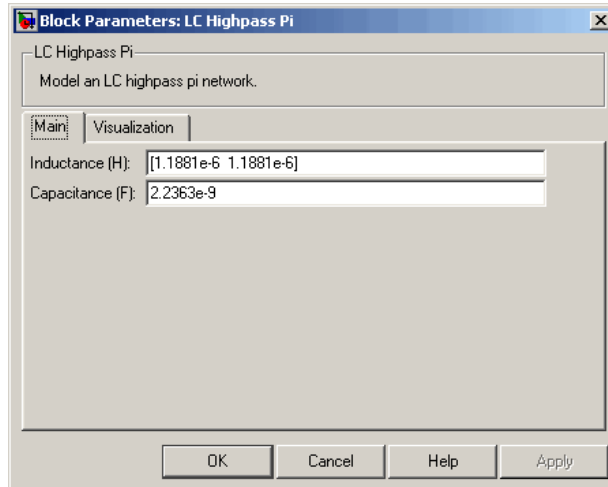 Block Parameters: LC Highpass Pi
LC Highpass Pi
Model an LC highpass pi network.
Main Visualization
Inductance (H): [1.1881e-6 1.1881e-6]
Capacitance (F): 2.2363e-9
OK Cancel Help Apply